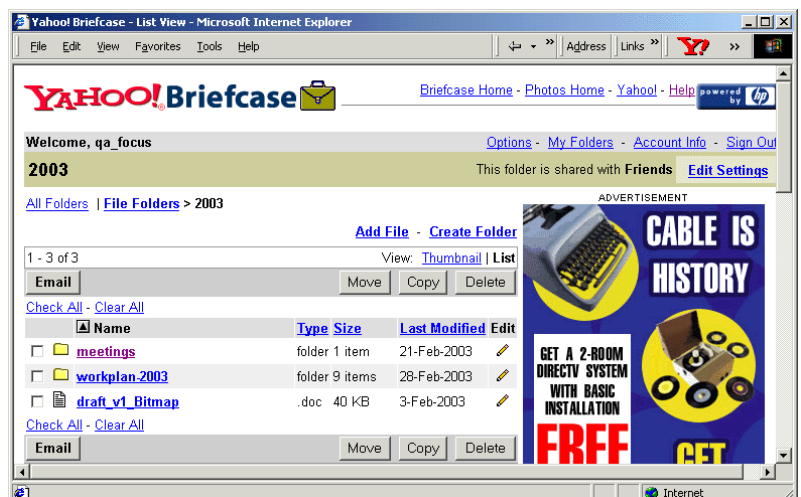 Yahoo! Briefcase - List View - Microsoft Internet Explorer
File Edit View Favorites Tools Help » Address Links » Y! »
YAHOO! Briefcase
Briefcase Home - Photos Home - Yahoo! - Help powered by hp
Welcome, qa_focus Options - My Folders - Account Info - Sign Out
2003 This folder is shared with Friends Edit Settings
All Folders | File Folders > 2003
ADVERTISEMENT
Add File - Create Folder
1 - 3 of 3 View: Thumbnail | List
Email Move Copy Delete
Check All - Clear All
Name Type Size Last Modified Edit
meetings folder 1 item 21-Feb-2003
workplan-2003 folder 9 items 28-Feb-2003
draft_v1_Bitmap .doc 40 KB 3-Feb-2003
Check All - Clear All
Email Move Copy Delete
CABLE IS
HISTORY
GET A 2-ROOM
DIRECTV SYSTEM
WITH BASIC
INSTALLATION
FREE
GET
Internet